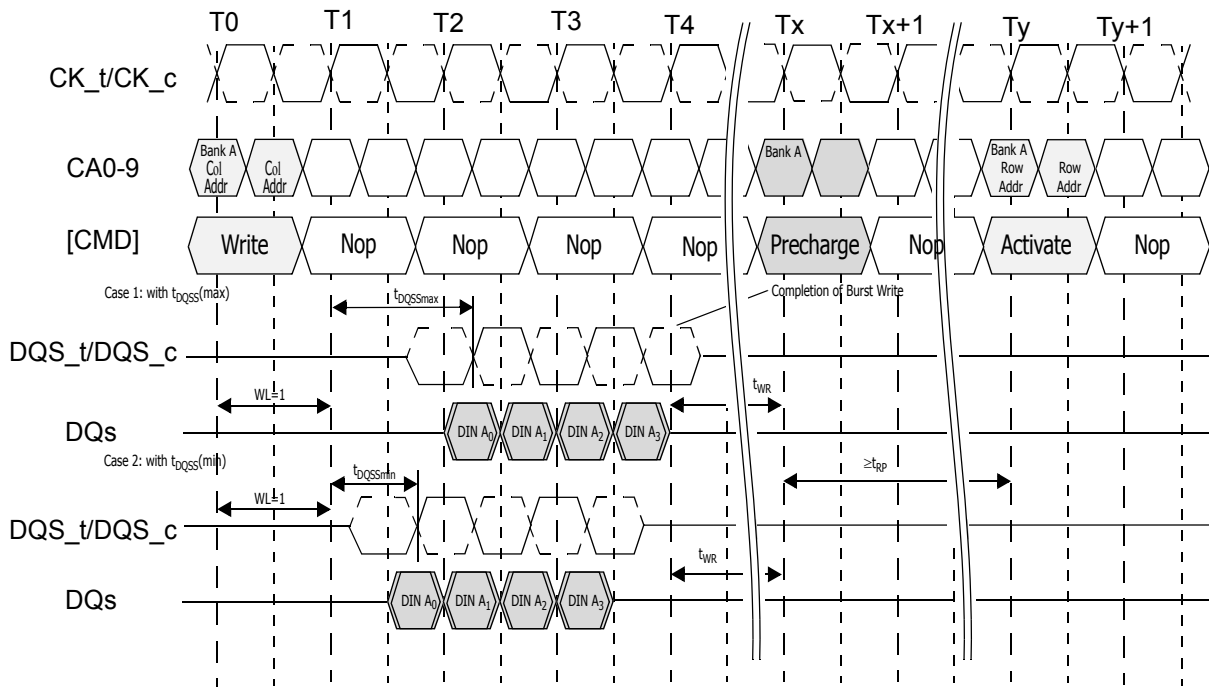 T0 T1 T2 T3 T4 Tx Tx+1 Ty Ty+1
CK_t/CK_c
CA0-9
Bank A
Col
Addr
Col
Addr
Bank A
Bank A
Row
Addr
Row
Addr
[CMD] Write Nop Nop Nop Nop Precharge Nop Activate Nop
Case 1: with tDQSS(max)
tDQSSmax
Completion of Burst Write
DQS_t/DQS_c
WL=1
tWR
DQs DIN A0 DIN A1 DIN A2 DIN A3
Case 2: with tDQSS(min)
tDQSSmin
≥tRP
WL=1
DQS_t/DQS_c
tWR
DQs DIN A0 DIN A1 DIN A2 DIN A3